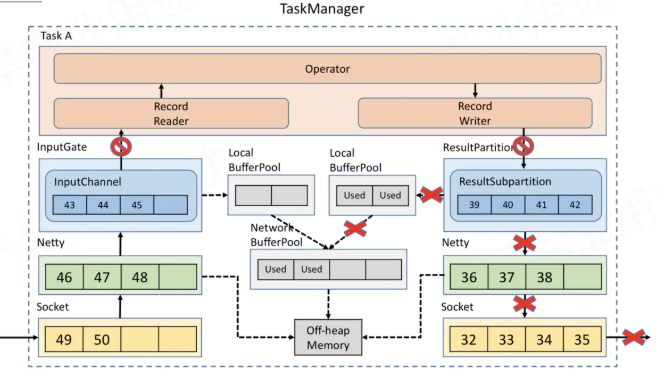 TaskManager
Task A
Operator
Record
Reader
Record
Writer
InputGate
Local
BufferPool
Local
BufferPool
ResultPartition
InputChannel
43 44 45
Used Used
ResultSubpartition
39 40 41 42
Network
BufferPool
Netty
46 47 48
Used Used
Netty
36 37 38
Socket
49 50
Off-heap
Memory
Socket
32 33 34 35